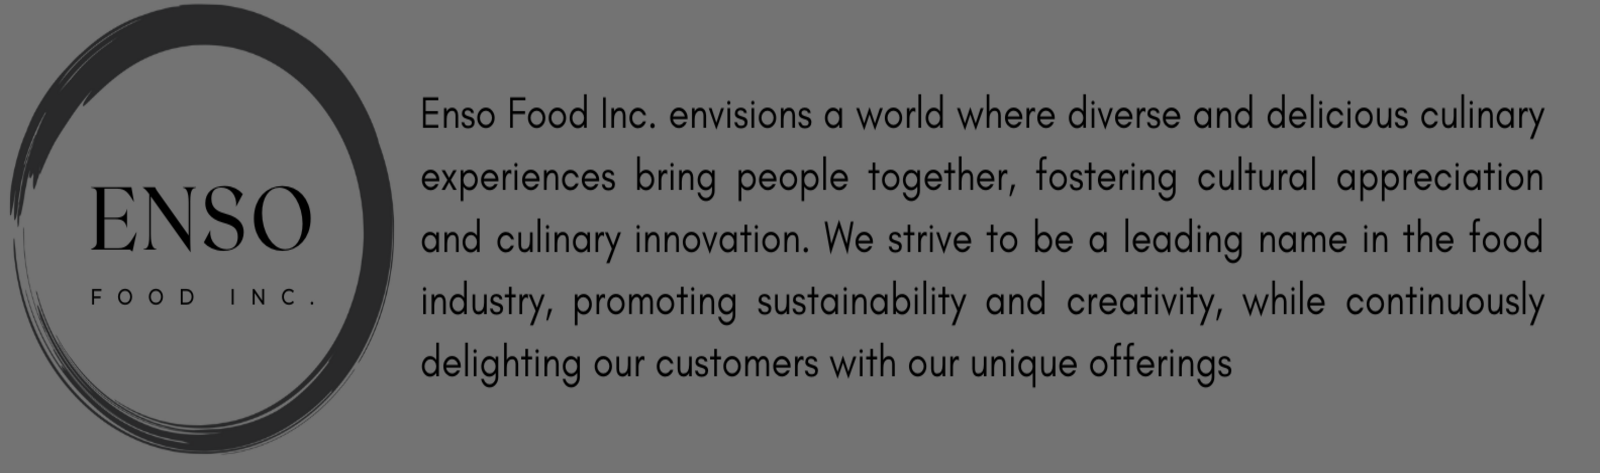 ENSO
FOOD INC.
Enso Food Inc. envisions a world where diverse and delicious culinary
experiences bring people together, fostering cultural appreciation
and culinary innovation. We strive to be a leading name in the food
industry, promoting sustainability and creativity, while continuously
delighting our customers with our unique offerings